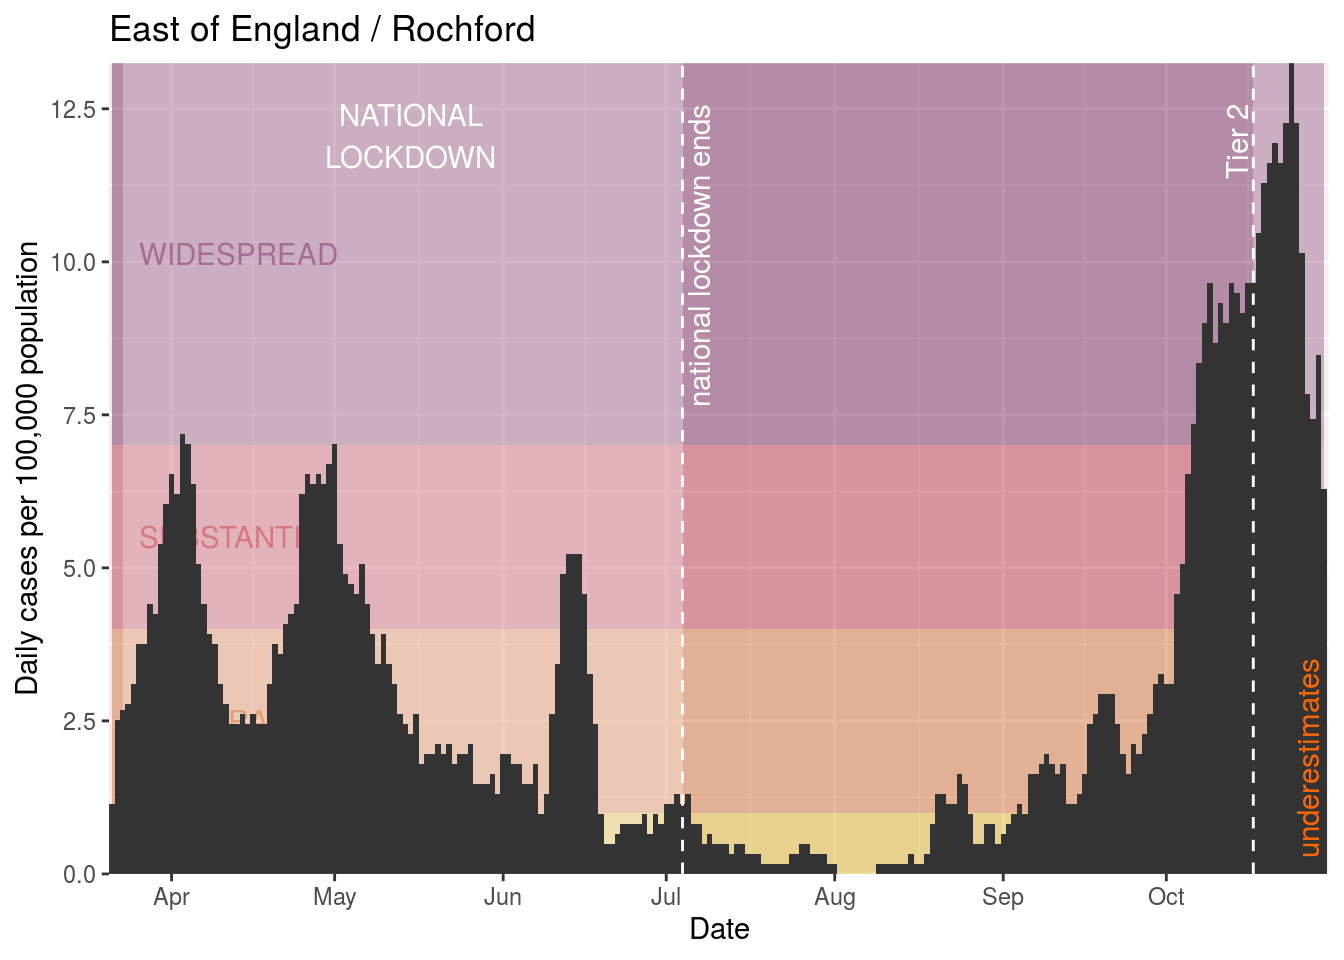 East of England / Rochford
NATIONAL
LOCKDOWN
WIDESPREAD
national lockdown ends
Tier 2
underestimates
Daily cases per 100,000 population
12.5
10.0
7.5
5.0
2.5
0.0
Apr
May
Jun
Jul
Aug
Sep
Oct
Date